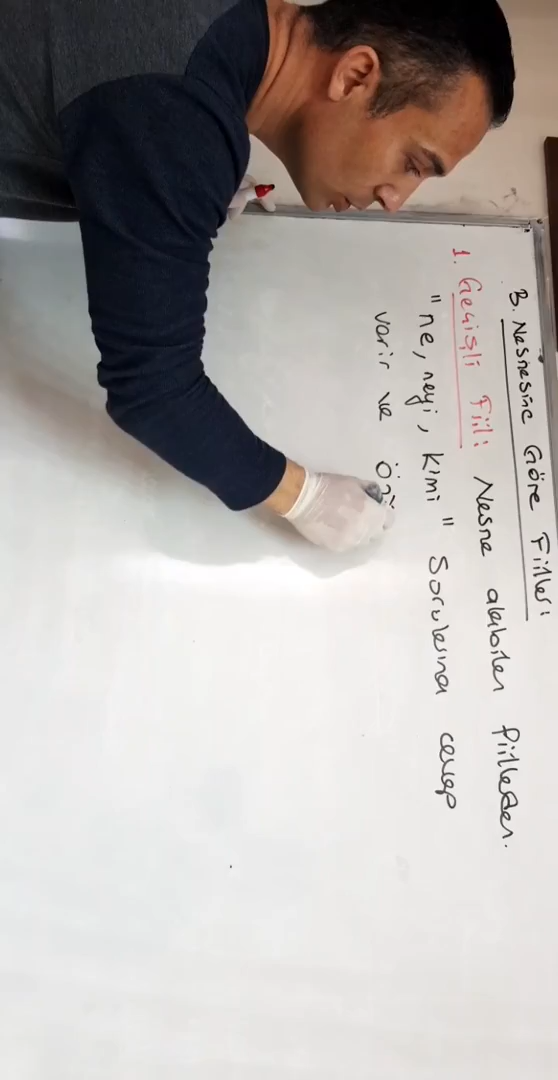 B. Nesnesine Göre Fiiller:
1. Geçişli Fiil: Nesne alabilen fiillerdir.
"ne, neyi, kimi" Sorularına cevap
verir ve